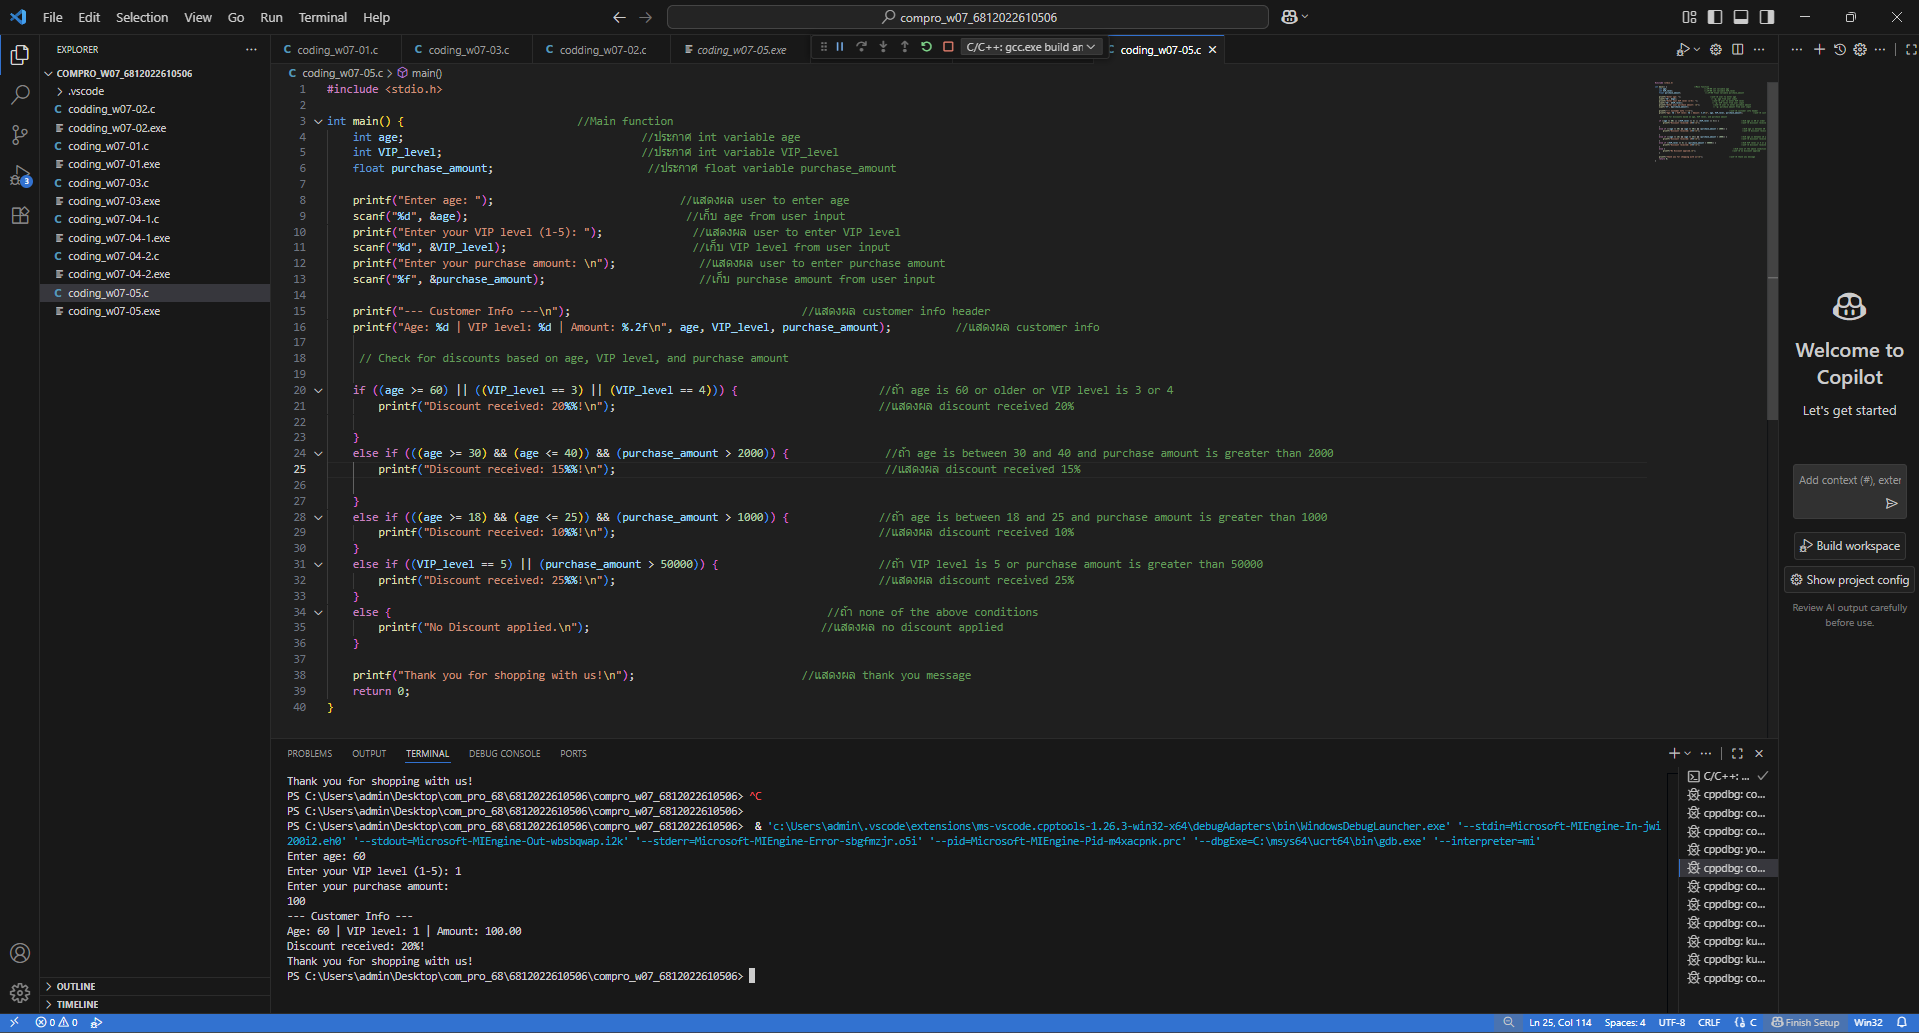 File Edit Selection View Go Run Terminal Help
compro_w07_6812022610506
EXPLORER
COMPRO_W07_6812022610506
.vscode
C codding_w07-02.c
codding_w07-02.exe
C coding_w07-01.c
coding_w07-01.exe
C coding_w07-03.c
coding_w07-03.exe
C coding_w07-04-1.c
coding_w07-04-1.exe
C coding_w07-04-2.c
coding_w07-04-2.exe
C coding_w07-05.c
coding_w07-05.exe
OUTLINE
TIMELINE
3
C coding_w07-01.c C coding_w07-03.c C codding_w07-02.c coding_w07-05.exe C/C++: gcc.exe build an coding_w07-05.c
C coding_w07-05.c > main()
1 #include <stdio.h>
2
3 int main() { //Main function
4 int age; //ประกาศ int variable age
5 int VIP_level; //ประกาศ int variable VIP_level
6 float purchase_amount; //ประกาศ float variable purchase_amount
7
8 printf("Enter age: "); //แสดงผล user to enter age
9 scanf("%d", &age); //เก็บ age from user input
10 printf("Enter your VIP level (1-5): "); //แสดงผล user to enter VIP level
11 scanf("%d", &VIP_level); //เก็บ VIP level from user input
12 printf("Enter your purchase amount: \n"); //แสดงผล user to enter purchase amount
13 scanf("%f", &purchase_amount); //เก็บ purchase amount from user input
14
15 printf("--- Customer Info ---\n"); //แสดงผล customer info header
16 printf("Age: %d | VIP level: %d | Amount: %.2f\n", age, VIP_level, purchase_amount); //แสดงผล customer info
17
18 // Check for discounts based on age, VIP level, and purchase amount
19
20 if ((age >= 60) || ((VIP_level == 3) || (VIP_level == 4))) { //ถ้า age is 60 or older or VIP level is 3 or 4
21 printf("Discount received: 20%%!\n"); //แสดงผล discount received 20%
22
23 }
24 else if (((age >= 30) && (age <= 40)) && (purchase_amount > 2000)) { //ถ้า age is between 30 and 40 and purchase amount is greater than 2000
25 printf("Discount received: 15%%!\n"); //แสดงผล discount received 15%
26
27 }
28 else if (((age >= 18) && (age <= 25)) && (purchase_amount > 1000)) { //ถ้า age is between 18 and 25 and purchase amount is greater than 1000
29 printf("Discount received: 10%%!\n"); //แสดงผล discount received 10%
30 }
31 else if ((VIP_level == 5) || (purchase_amount > 50000)) { //ถ้า VIP level is 5 or purchase amount is greater than 50000
32 printf("Discount received: 25%%!\n"); //แสดงผล discount received 25%
33 }
34 else { //ถ้า none of the above conditions
35 printf("No Discount applied.\n"); //แสดงผล no discount applied
36 }
37
38 printf("Thank you for shopping with us!\n"); //แสดงผล thank you message
39 return 0;
40 }
PROBLEMS OUTPUT TERMINAL DEBUG CONSOLE PORTS
Thank you for shopping with us!
PS C:\Users\admin\Desktop\com_pro_68\6812022610506\compro_w07_6812022610506> ^C
PS C:\Users\admin\Desktop\com_pro_68\6812022610506\compro_w07_6812022610506>
PS C:\Users\admin\Desktop\com_pro_68\6812022610506\compro_w07_6812022610506> & 'c:\Users\admin\.vscode\extensions\ms-vscode.cpptools-1.26.3-win32-x64\debugAdapters\bin\WindowsDebugLauncher.exe' '--stdin=Microsoft-MIEngine-In-jwi
200i2.eh0' '--stdout=Microsoft-MIEngine-Out-wbsbqwap.i2k' '--stderr=Microsoft-MIEngine-Error-sbgfmzjr.o5i' '--pid=Microsoft-MIEngine-Pid-m4xacpnk.prc' '--dbgExe=C:\msys64\ucrt64\bin\gdb.exe' '--interpreter=mi'
Enter age: 60
Enter your VIP level (1-5): 1
Enter your purchase amount:
100
--- Customer Info ---
Age: 60 | VIP level: 1 | Amount: 100.00
Discount received: 20%!
Thank you for shopping with us!
PS C:\Users\admin\Desktop\com_pro_68\6812022610506\compro_w07_6812022610506>
C/C++: ...
cppdbg: co...
cppdbg: co...
cppdbg: co...
cppdbg: yo...
cppdbg: co...
cppdbg: co...
cppdbg: co...
cppdbg: co...
cppdbg: ku...
cppdbg: ku...
cppdbg: co...
Welcome to
Copilot
Let's get started
Add context (#), exter
Build workspace
Show project config
Review AI output carefully
before use.
0 0
Ln 25, Col 114 Spaces: 4 UTF-8 CRLF {} C Finish Setup Win32